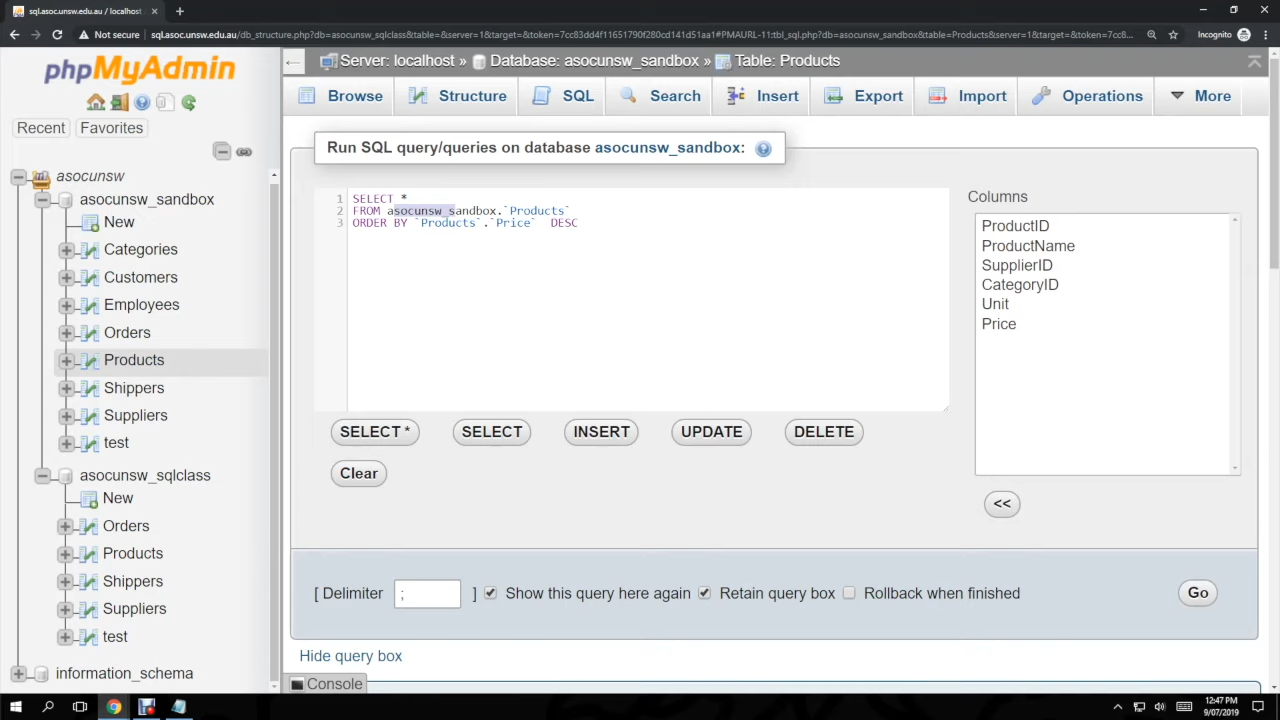 sql.asoc.unsw.edu.au / localhost
Not secure
sql.asoc.unsw.edu.au/db_structure.php?db=asocunsw_sqlclass&table=&server=1&target=&token=7cc83dd4f11651790f280cd141d51aa1#PMAURL-11:tbl_sql.php?db=asocunsw_sandbox&table=Products&server=1&target=&token=7cc8...
Incognito
phpMyAdmin
Recent
Favorites
asocunsw
asocunsw_sandbox
New
Categories
Customers
Employees
Orders
Products
Shippers
Suppliers
test
asocunsw_sqlclass
New
Orders
Products
Shippers
Suppliers
test
information_schema
Server: localhost » Database: asocunsw_sandbox » Table: Products
Browse
Structure
SQL
Search
Insert
Export
Import
Operations
More
Run SQL query/queries on database asocunsw_sandbox:
1 SELECT *
2 FROM asocunsw_sandbox.`Products`
3 ORDER BY `Products`.`Price` DESC
Columns
ProductID
ProductName
SupplierID
CategoryID
Unit
Price
SELECT *
SELECT
INSERT
UPDATE
DELETE
Clear
<<
[ Delimiter ; ]
Show this query here again
Retain query box
Rollback when finished
Go
Hide query box
Console
12:47 PM
9/07/2019